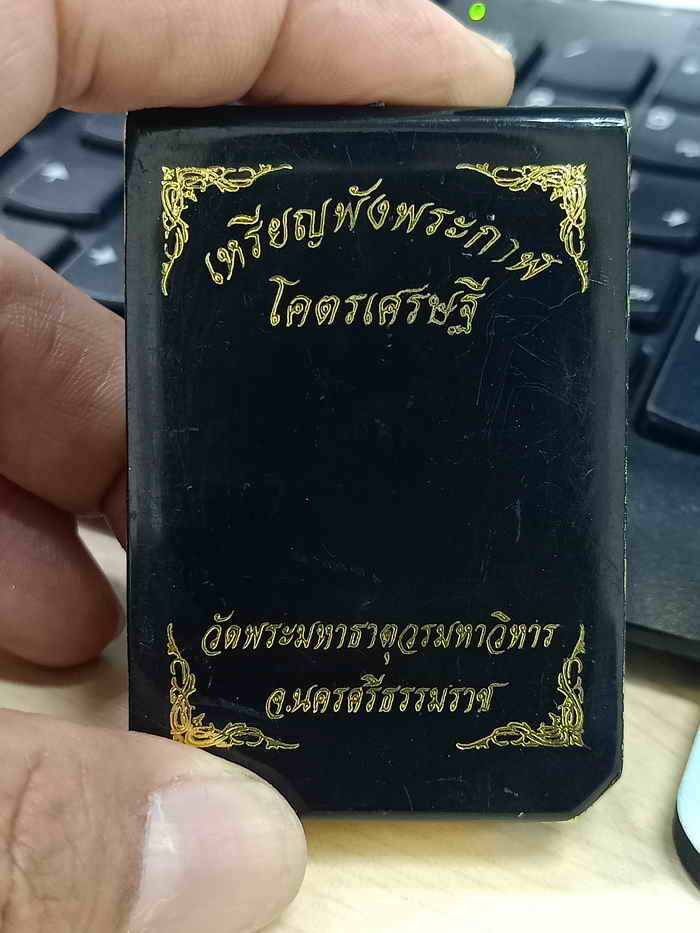 เหรียญพังพระกาฬ
โคตรเศรษฐี
วัดพระมหาธาตุวรมหาวิหาร
จ.นครศรีธรรมราช